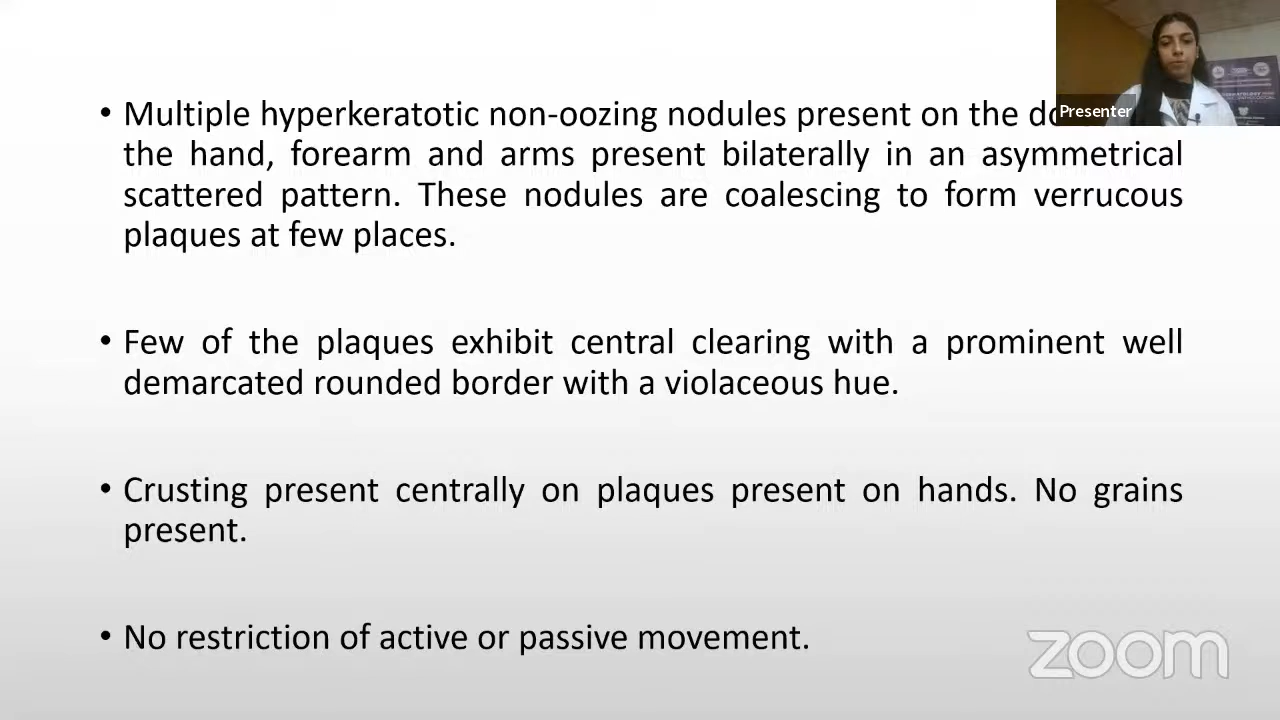 • Multiple hyperkeratotic non-oozing nodules present on the
the hand, forearm and arms present bilaterally in an asymmetrical
scattered pattern. These nodules are coalescing to form verrucous
plaques at few places.
• Few of the plaques exhibit central clearing with a prominent well
demarcated rounded border with a violaceous hue.
• Crusting present centrally on plaques present on hands. No grains
present.
• No restriction of active or passive movement.
Presenter
zoom